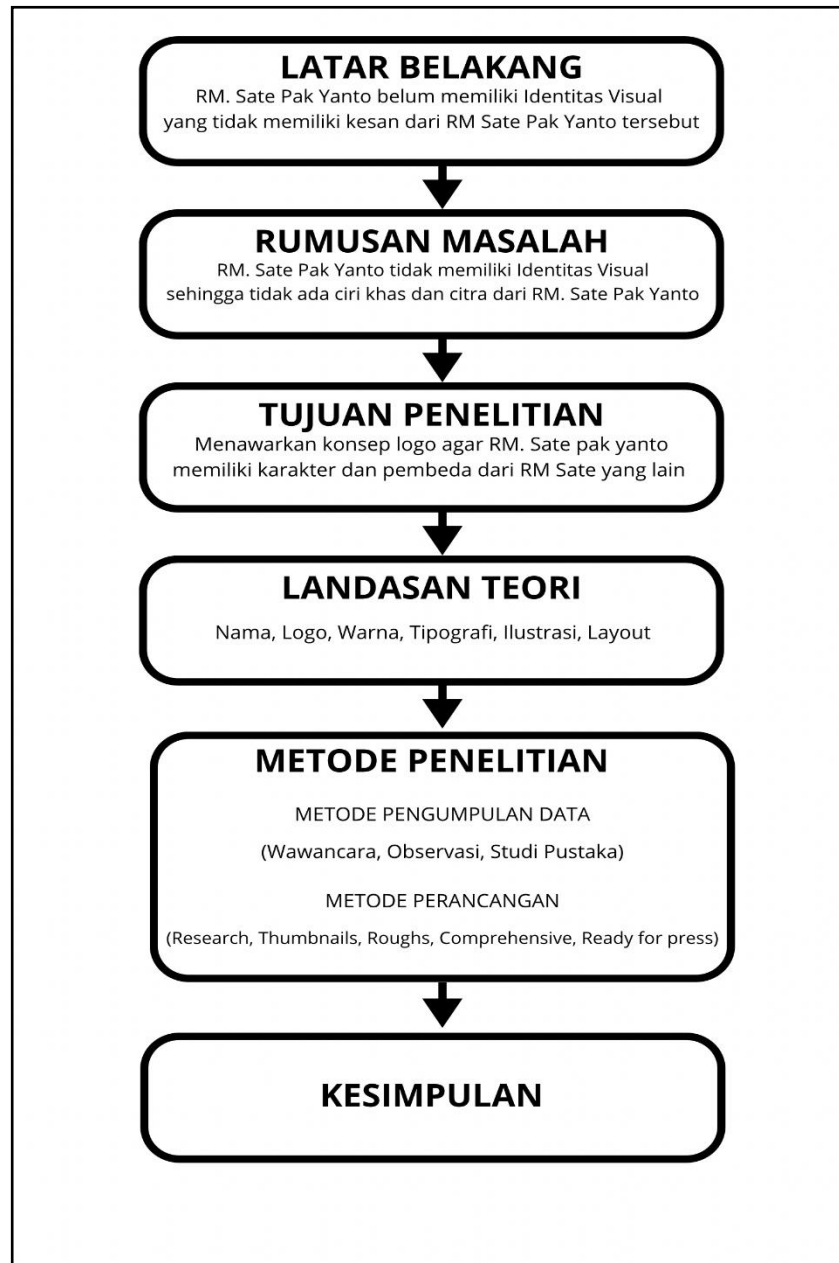 LATAR BELAKANG
RM. Sate Pak Yanto belum memiliki Identitas Visual
yang tidak memiliki kesan dari RM Sate Pak Yanto tersebut
RUMUSAN MASALAH
RM. Sate Pak Yanto tidak memiliki Identitas Visual
sehingga tidak ada ciri khas dan citra dari RM. Sate Pak Yanto
TUJUAN PENELITIAN
Menawarkan konsep logo agar RM. Sate pak yanto
memiliki karakter dan pembeda dari RM Sate yang lain
LANDASAN TEORI
Nama, Logo, Warna, Tipografi, Ilustrasi, Layout
METODE PENELITIAN
METODE PENGUMPULAN DATA
(Wawancara, Observasi, Studi Pustaka)
METODE PERANCANGAN
(Research, Thumbnails, Roughs, Comprehensive, Ready for press)
KESIMPULAN